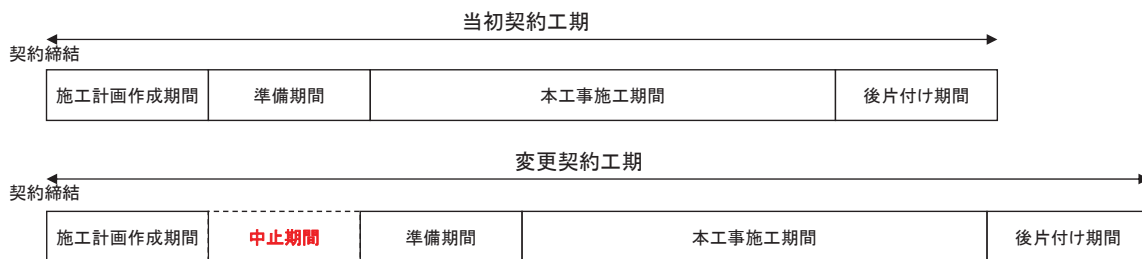 当初契約工期
契約締結
施工計画作成期間 準備期間 本工事施工期間 後片付け期間
変更契約工期
契約締結
施工計画作成期間 中止期間 準備期間 本工事施工期間 後片付け期間